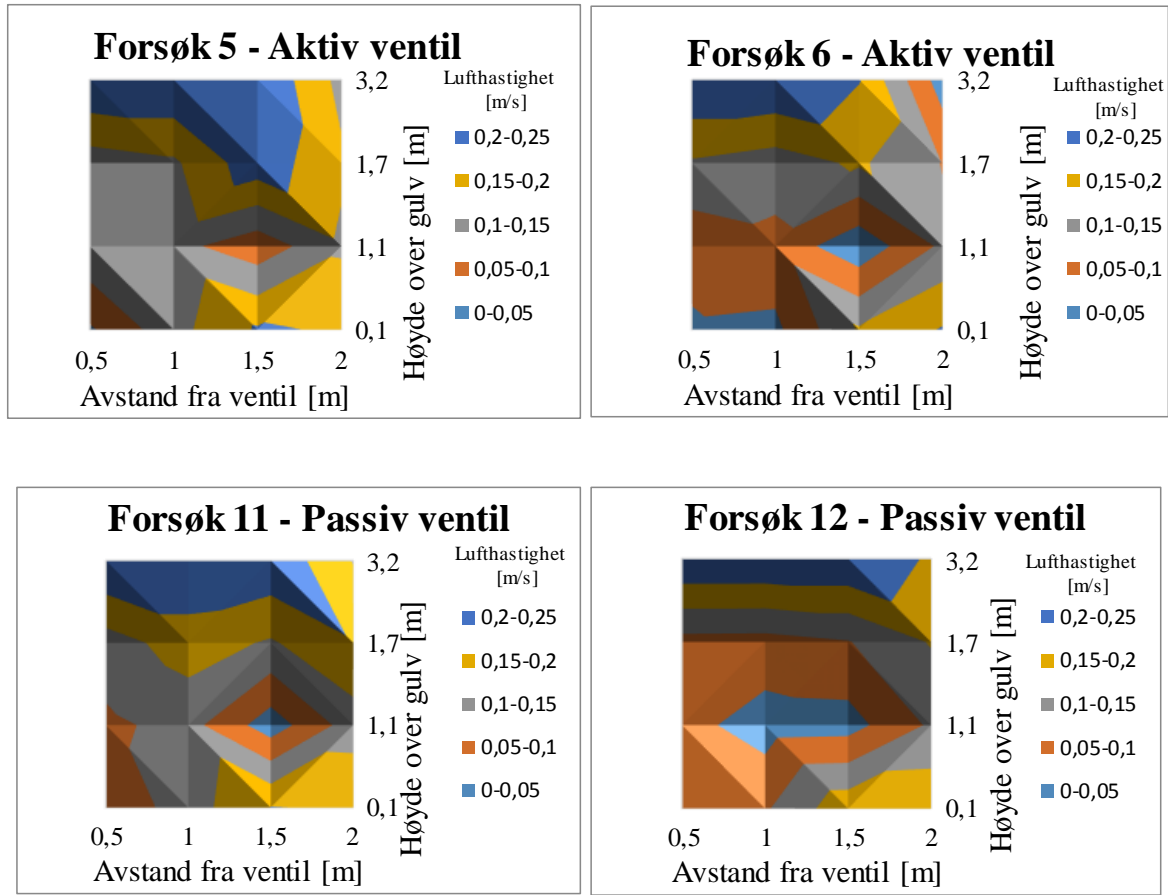 Forsøk 5 - Aktiv ventil
Lufthastighet
[m/s]
0,2-0,25
0,15-0,2
0,1-0,15
0,05-0,1
0-0,05
3,2
1,7
1,1
0,1
Høyde over gulv [m]
0,5 1 1,5 2
Avstand fra ventil [m]
Forsøk 6 - Aktiv ventil
Lufthastighet
[m/s]
0,2-0,25
0,15-0,2
0,1-0,15
0,05-0,1
0-0,05
3,2
1,7
1,1
0,1
Høyde over gulv [m]
0,5 1 1,5 2
Avstand fra ventil [m]
Forsøk 11 - Passiv ventil
Lufthastighet
[m/s]
0,2-0,25
0,15-0,2
0,1-0,15
0,05-0,1
0-0,05
3,2
1,7
1,1
0,1
Høyde over gulv [m]
0,5 1 1,5 2
Avstand fra ventil [m]
Forsøk 12 - Passiv ventil
Lufthastighet
[m/s]
0,2-0,25
0,15-0,2
0,1-0,15
0,05-0,1
0-0,05
3,2
1,7
1,1
0,1
Høyde over gulv [m]
0,5 1 1,5 2
Avstand fra ventil [m]